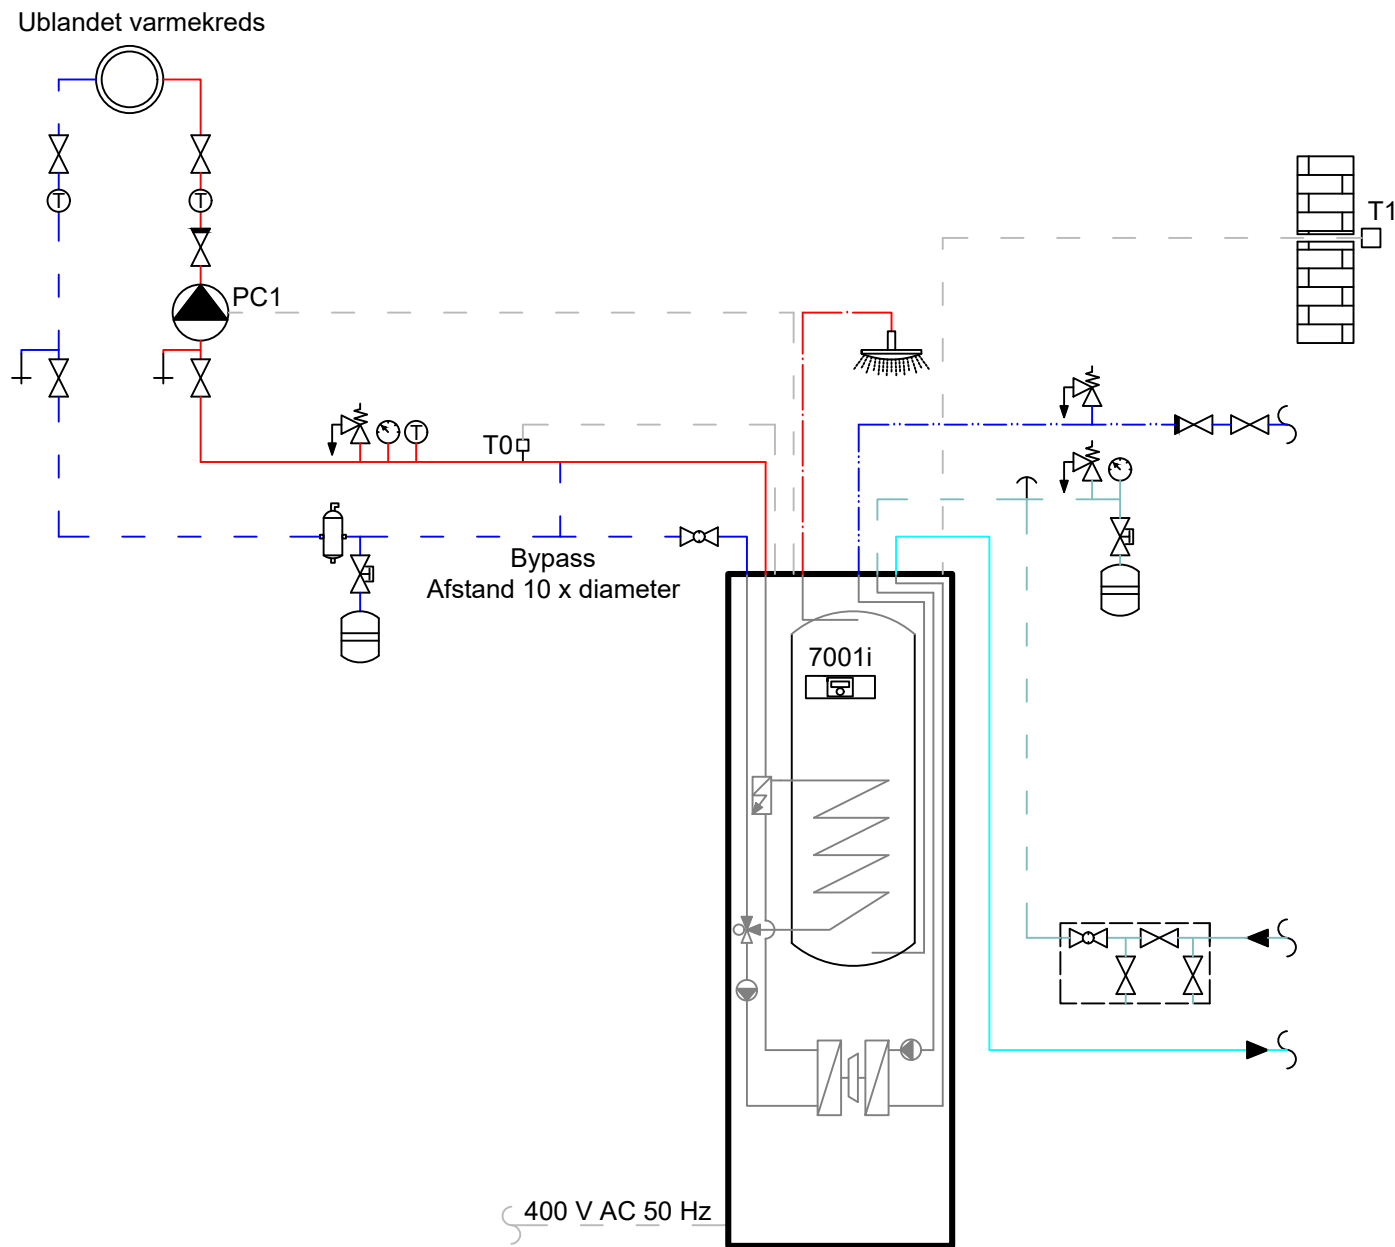 Ublandet varmekreds
T
T
T1
PC1
T
T0
Bypass
Afstand 10 x diameter
7001i
400 V AC 50 Hz